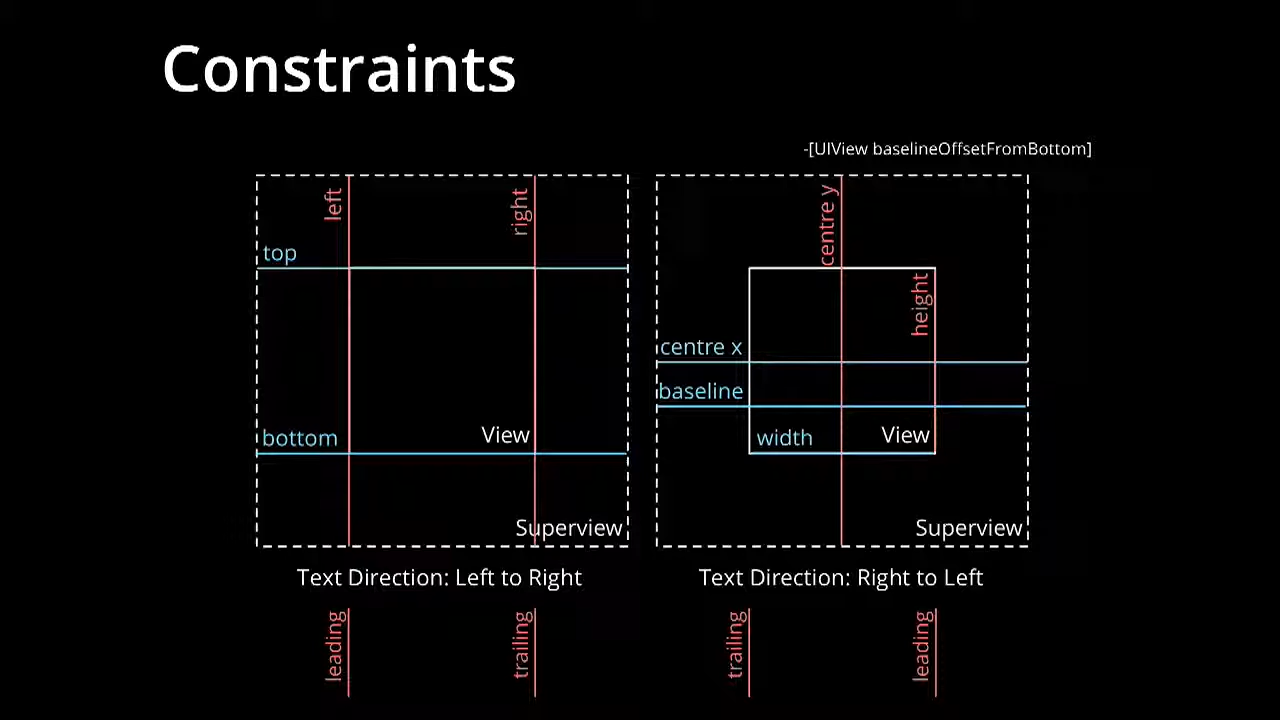 Constraints
-[UIView baselineOffsetFromBottom]
left
right
top
bottom
View
Superview
centre y
height
centre x
baseline
width
View
Superview
Text Direction: Left to Right
Text Direction: Right to Left
leading
trailing
trailing
leading